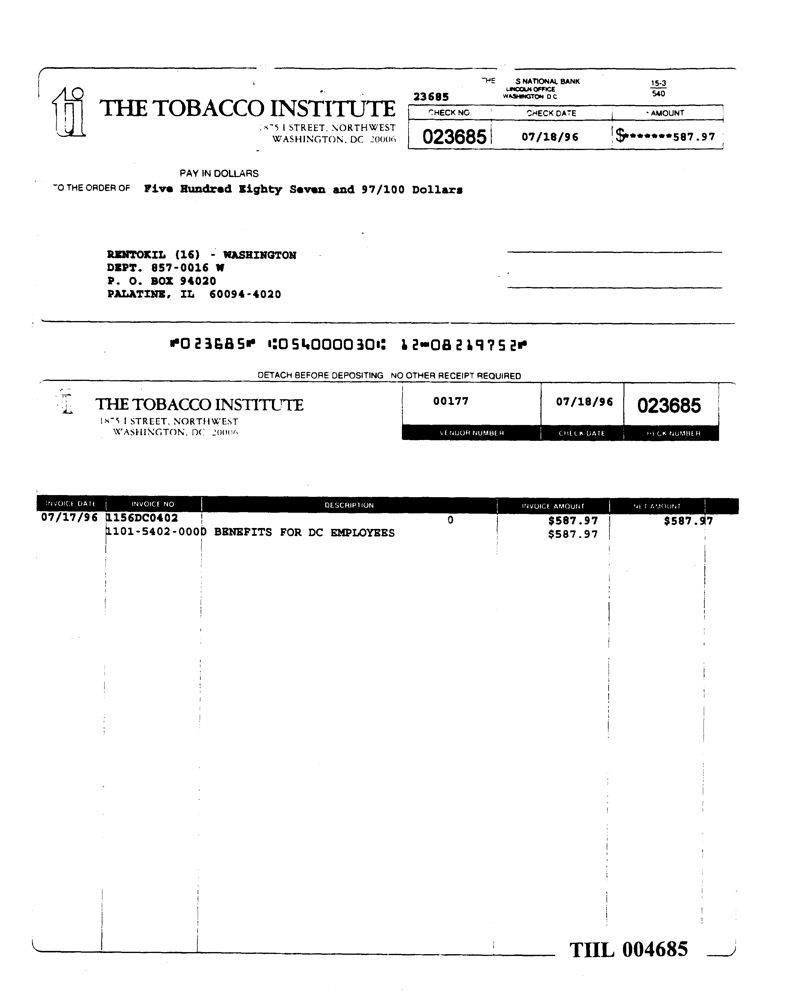 THE S NATIONAL BANK
LINCOLN OFFICE
WASHINGTON D C
15-3
540
23685
THE TOBACCO INSTITUTE
1875 I STREET, NORTHWEST
WASHINGTON, DC 20006
CHECK NO.
CHECK DATE
AMOUNT
023685
07/18/96
$*******587.97
PAY IN DOLLARS
TO THE ORDER OF Five Hundred Eighty Seven and 97/100 Dollars
RENTOKIL (16) - WASHINGTON
DEPT. 857-0016 W
P. O. BOX 94020
PALATINE, IL 60094-4020
⑈023685⑈ ⑆054000030⑆ 12⑉08219752⑈
DETACH BEFORE DEPOSITING NO OTHER RECEIPT REQUIRED
THE TOBACCO INSTITUTE
1875 I STREET, NORTHWEST
WASHINGTON, DC 20006
00177
07/18/96
023685
VENDOR NUMBER
CHECK DATE
CHECK NUMBER
INVOICE DATE INVOICE NO DESCRIPTION INVOICE AMOUNT NET AMOUNT
07/17/96 1156DC0402 0 $587.97 $587.97
1101-5402-000D BENEFITS FOR DC EMPLOYEES $587.97
TIIL 004685